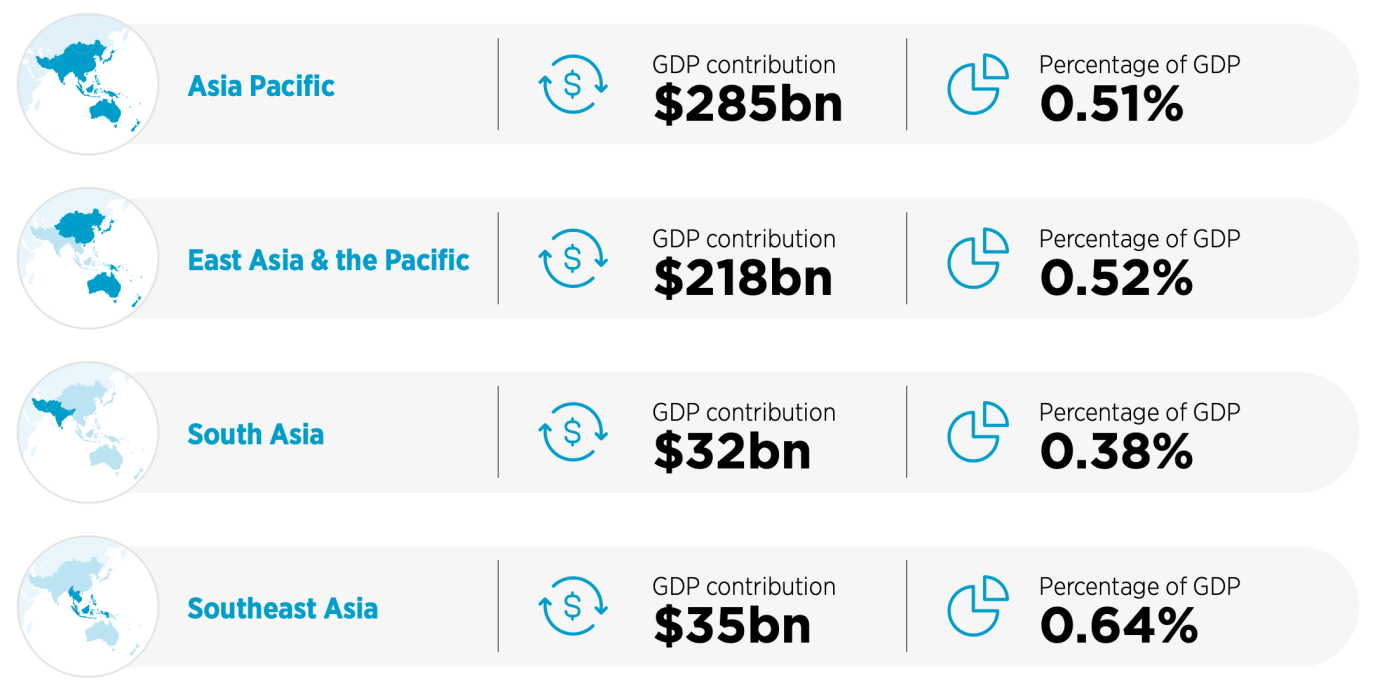 Asia Pacific
GDP contribution
$285bn
Percentage of GDP
0.51%
East Asia & the Pacific
GDP contribution
$218bn
Percentage of GDP
0.52%
South Asia
GDP contribution
$32bn
Percentage of GDP
0.38%
Southeast Asia
GDP contribution
$35bn
Percentage of GDP
0.64%